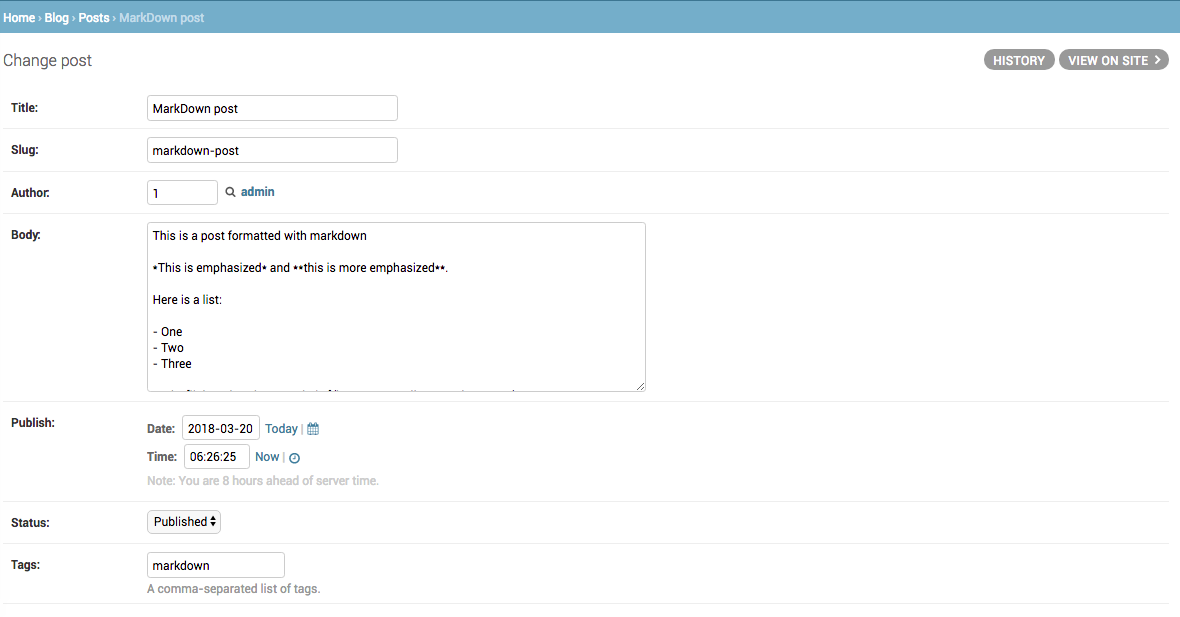 Home › Blog › Posts › MarkDown post
Change post
HISTORY
VIEW ON SITE >
Title: MarkDown post
Slug: markdown-post
Author: 1 admin
Body:
This is a post formatted with markdown
*This is emphasized* and **this is more emphasized**.
Here is a list:
- One
- Two
- Three
Publish:
Date: 2018-03-20 Today |
Time: 06:26:25 Now |
Note: You are 8 hours ahead of server time.
Status: Published
Tags: markdown
A comma-separated list of tags.